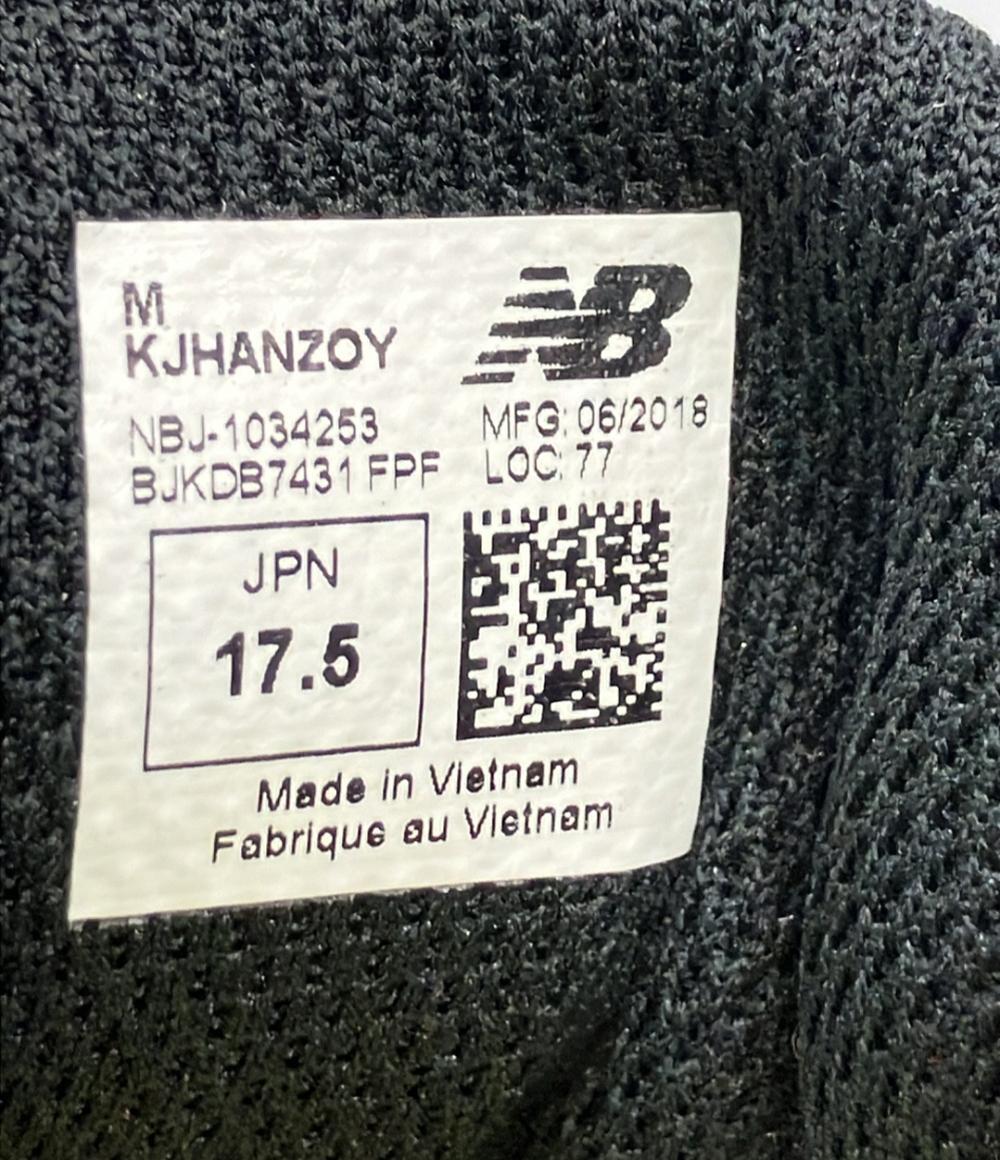 M
KJHANZOY
NB
NBJ-1034253
BJKDB7431 FPF
MFG: 06/2018
LOC: 77
JPN
17.5
Made in Vietnam
Fabrique au Vietnam